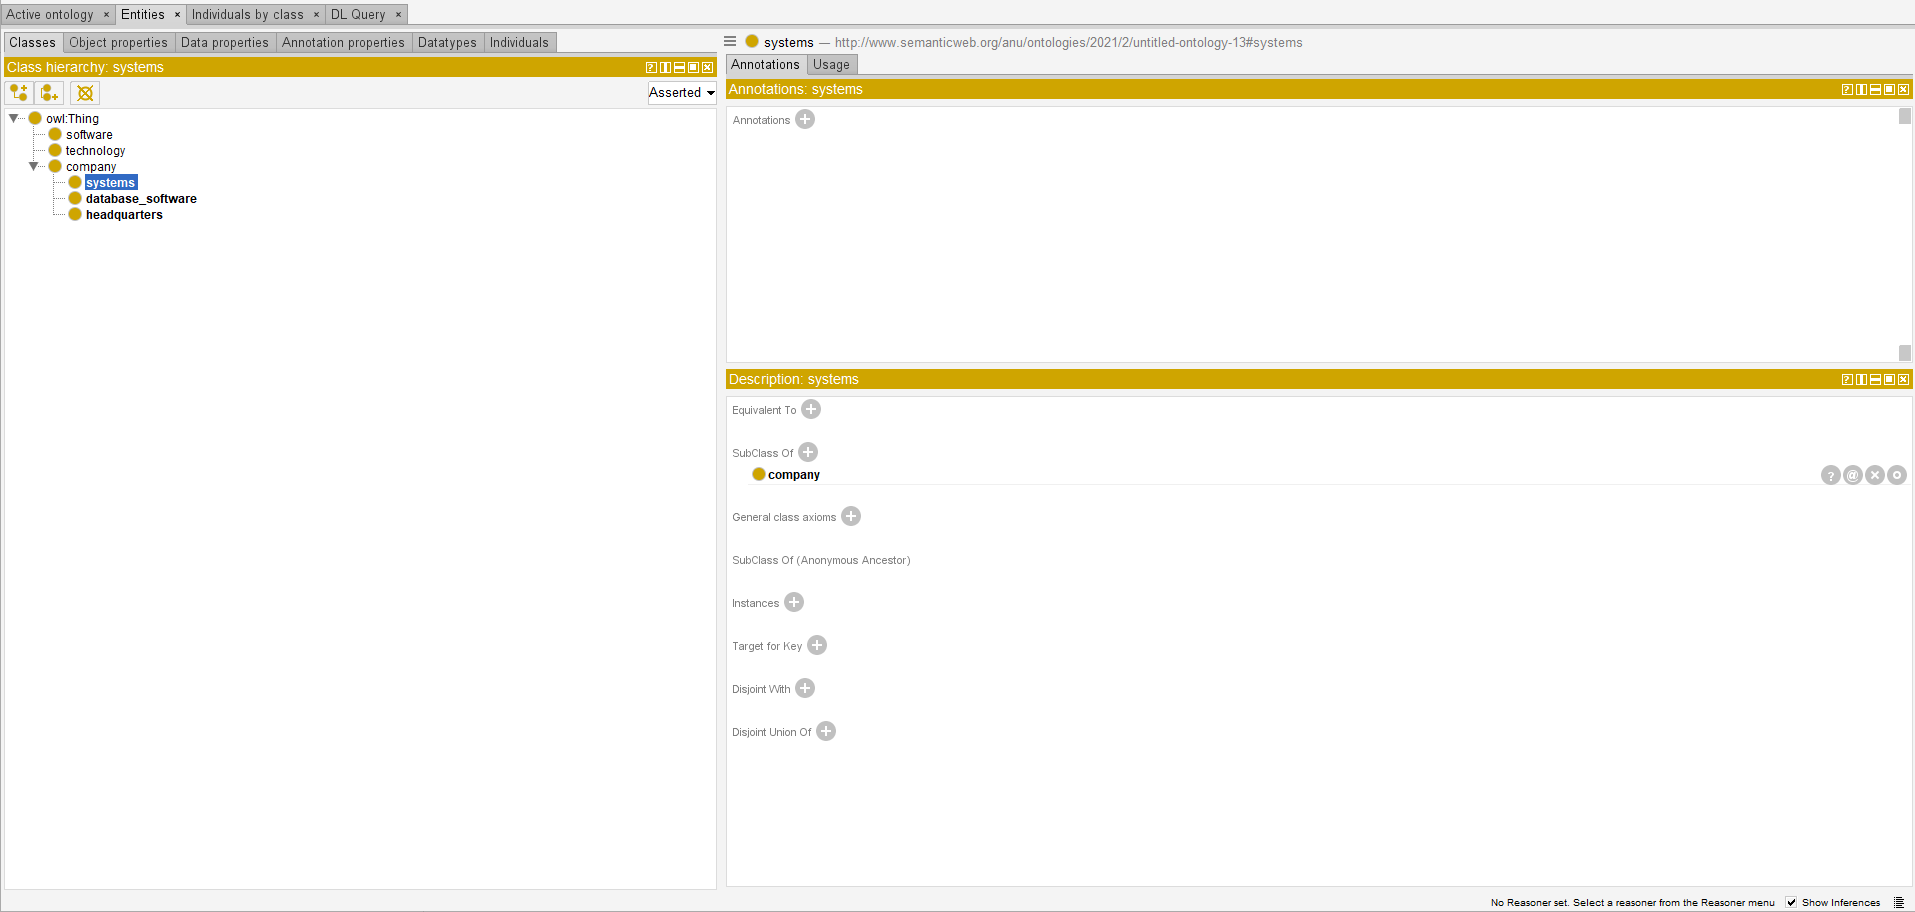 Active ontology × Entities × Individuals by class × DL Query ×
Classes Object properties Data properties Annotation properties Datatypes Individuals
Class hierarchy: systems
Asserted
owl:Thing
software
technology
company
systems
database_software
headquarters
systems — http://www.semanticweb.org/anu/ontologies/2021/2/untitled-ontology-13#systems
Annotations Usage
Annotations: systems
Annotations
Description: systems
Equivalent To
SubClass Of
company
General class axioms
SubClass Of (Anonymous Ancestor)
Instances
Target for Key
Disjoint With
Disjoint Union Of
No Reasoner set. Select a reasoner from the Reasoner menu Show Inferences